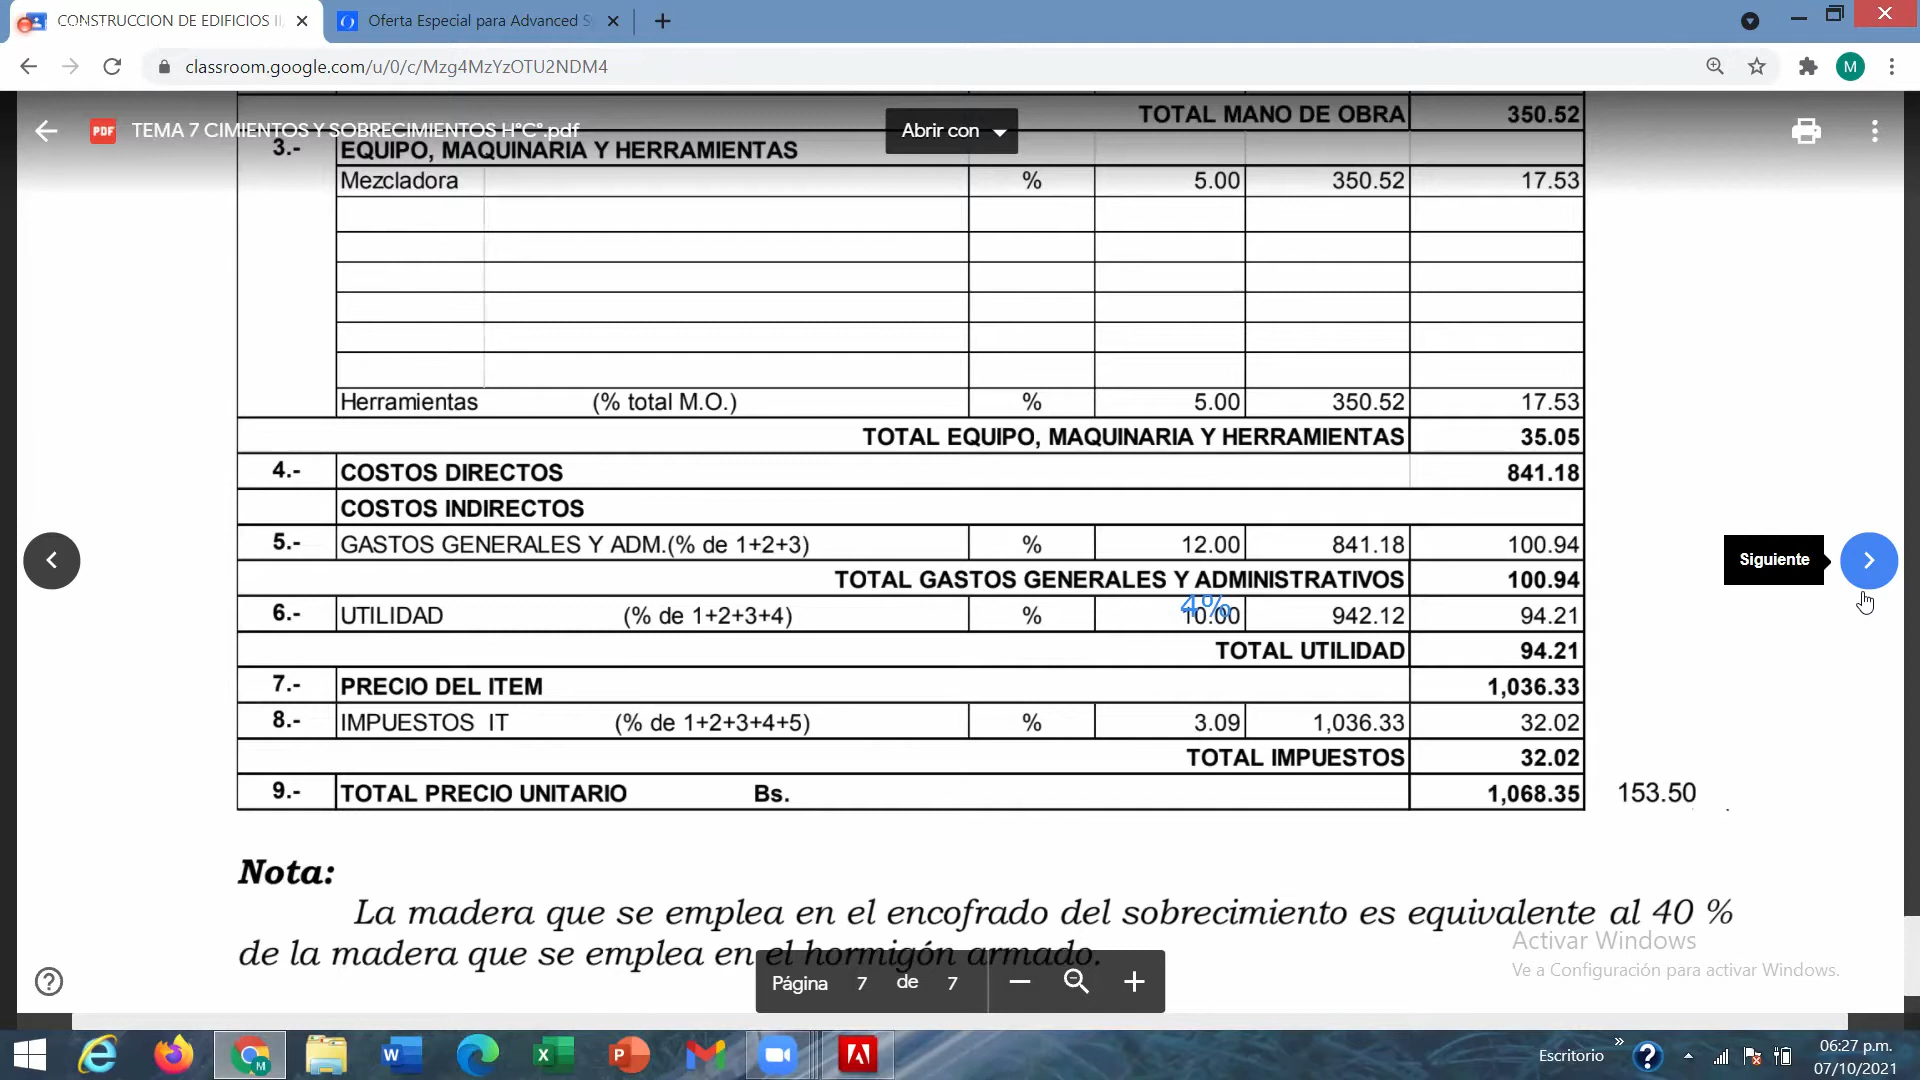 CONSTRUCCION DE EDIFICIOS II
Oferta Especial para Advanced S
classroom.google.com/u/0/c/Mzg4MzYzOTU2NDM4
M
PDF TEMA 7 CIMIENTOS Y SOBRECIMIENTOS H°C°.pdf
Abrir con
TOTAL MANO DE OBRA 350.52
3.- EQUIPO, MAQUINARIA Y HERRAMIENTAS
Mezcladora % 5.00 350.52 17.53
Herramientas (% total M.O.) % 5.00 350.52 17.53
TOTAL EQUIPO, MAQUINARIA Y HERRAMIENTAS 35.05
4.- COSTOS DIRECTOS 841.18
COSTOS INDIRECTOS
5.- GASTOS GENERALES Y ADM.(% de 1+2+3) % 12.00 841.18 100.94
Siguiente
TOTAL GASTOS GENERALES Y ADMINISTRATIVOS 100.94
4%
6.- UTILIDAD (% de 1+2+3+4) % 10.00 942.12 94.21
TOTAL UTILIDAD 94.21
7.- PRECIO DEL ITEM 1,036.33
8.- IMPUESTOS IT (% de 1+2+3+4+5) % 3.09 1,036.33 32.02
TOTAL IMPUESTOS 32.02
9.- TOTAL PRECIO UNITARIO Bs. 1,068.35 153.50
Nota:
La madera que se emplea en el encofrado del sobrecimiento es equivalente al 40 %
de la madera que se emplea en el hormigón armado.
Activar Windows
Ve a Configuración para activar Windows.
Página 7 de 7
Escritorio
06:27 p.m.
07/10/2021